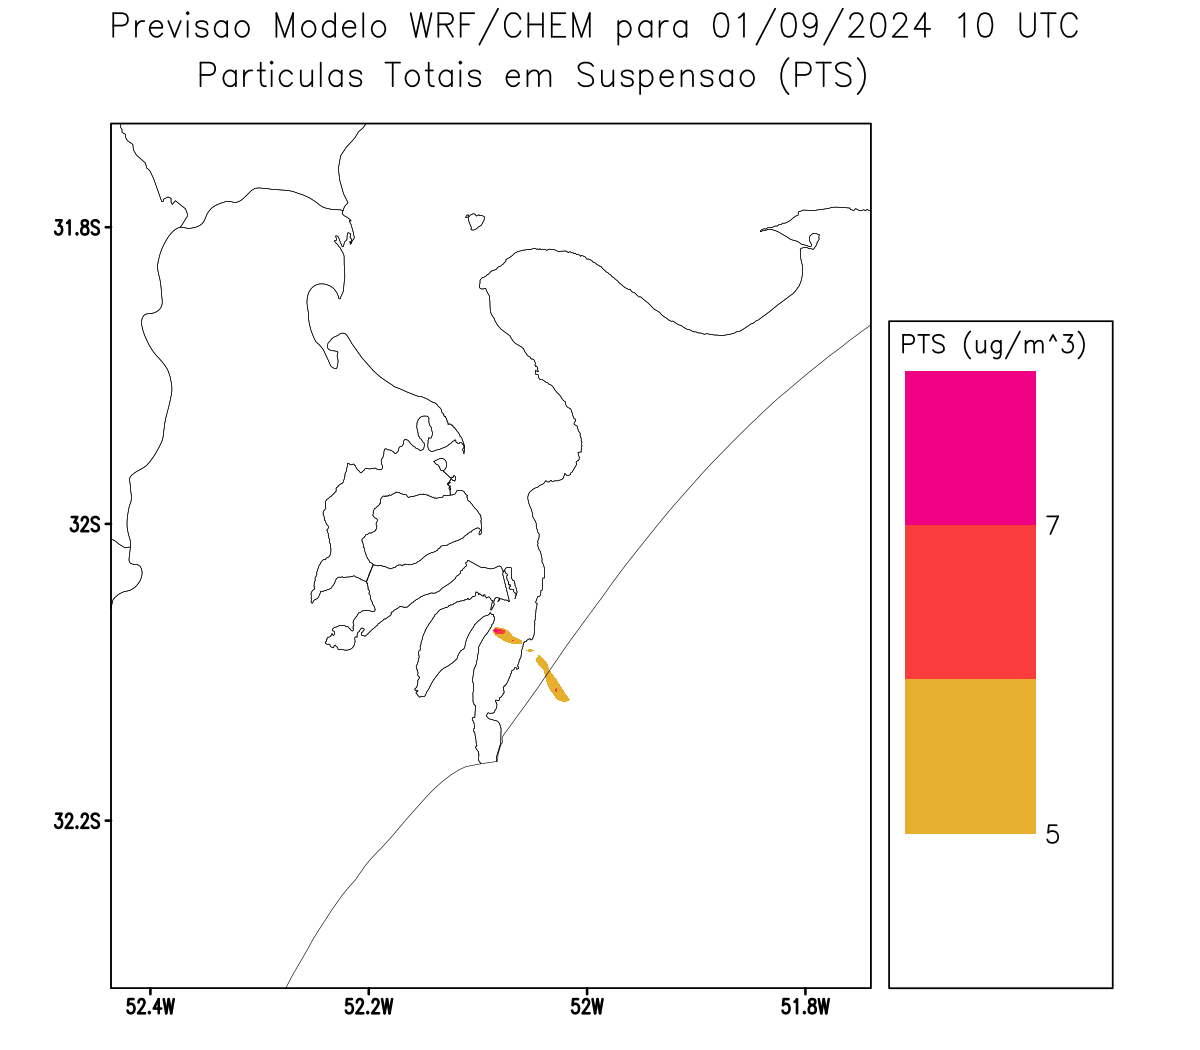 Previsao Modelo WRF/CHEM para 01/09/2024 10 UTC
Particulas Totais em Suspensao (PTS)
31.8S
32S
32.2S
52.4W
52.2W
52W
51.8W
PTS (ug/m^3)
7
5